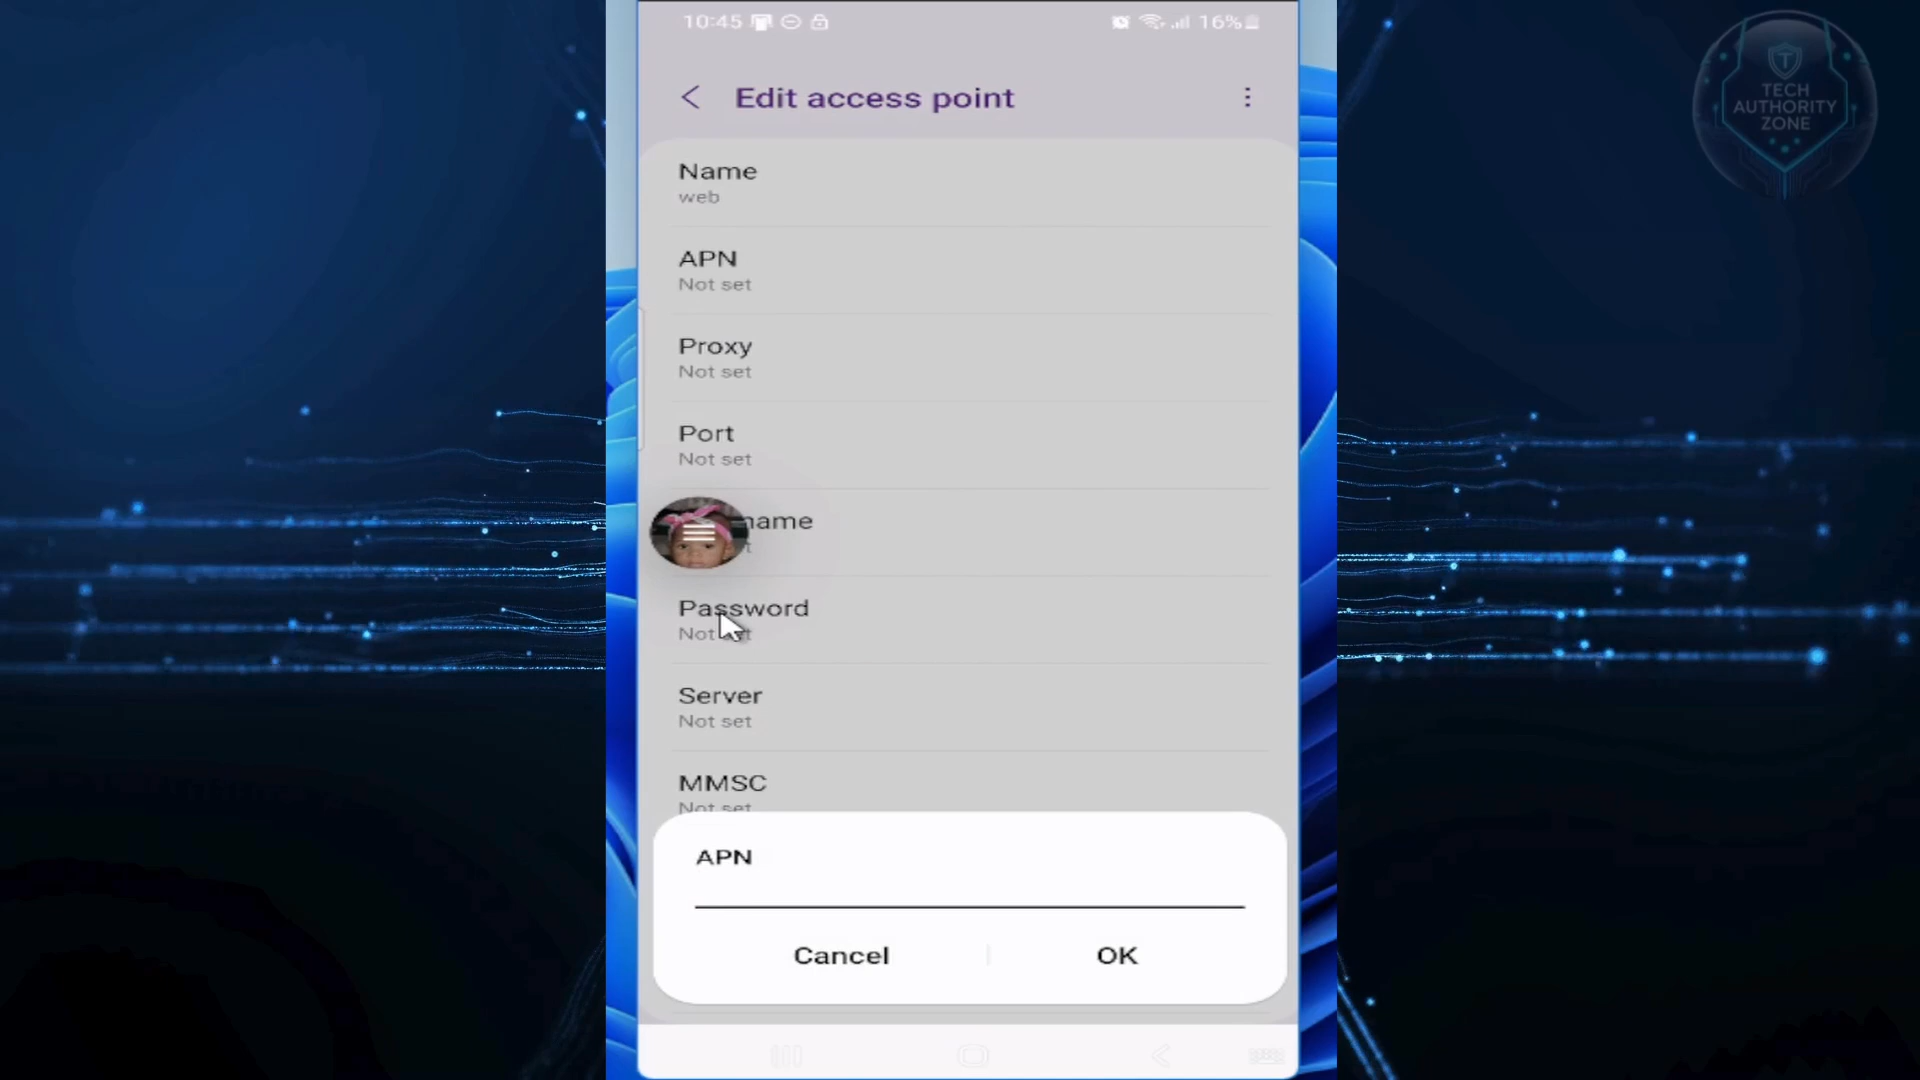 10:45
16%
TECH
AUTHORITY
ZONE
Edit access point
Name
web
APN
Not set
Proxy
Not set
Port
Not set
name
t
Password
Not set
Server
Not set
MMSC
Not set
APN
Cancel
OK